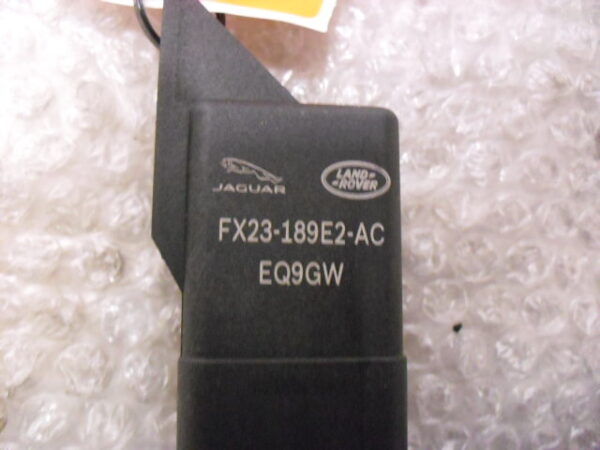 JAGUAR
LAND
ROVER
FX23-189E2-AC
EQ9GW